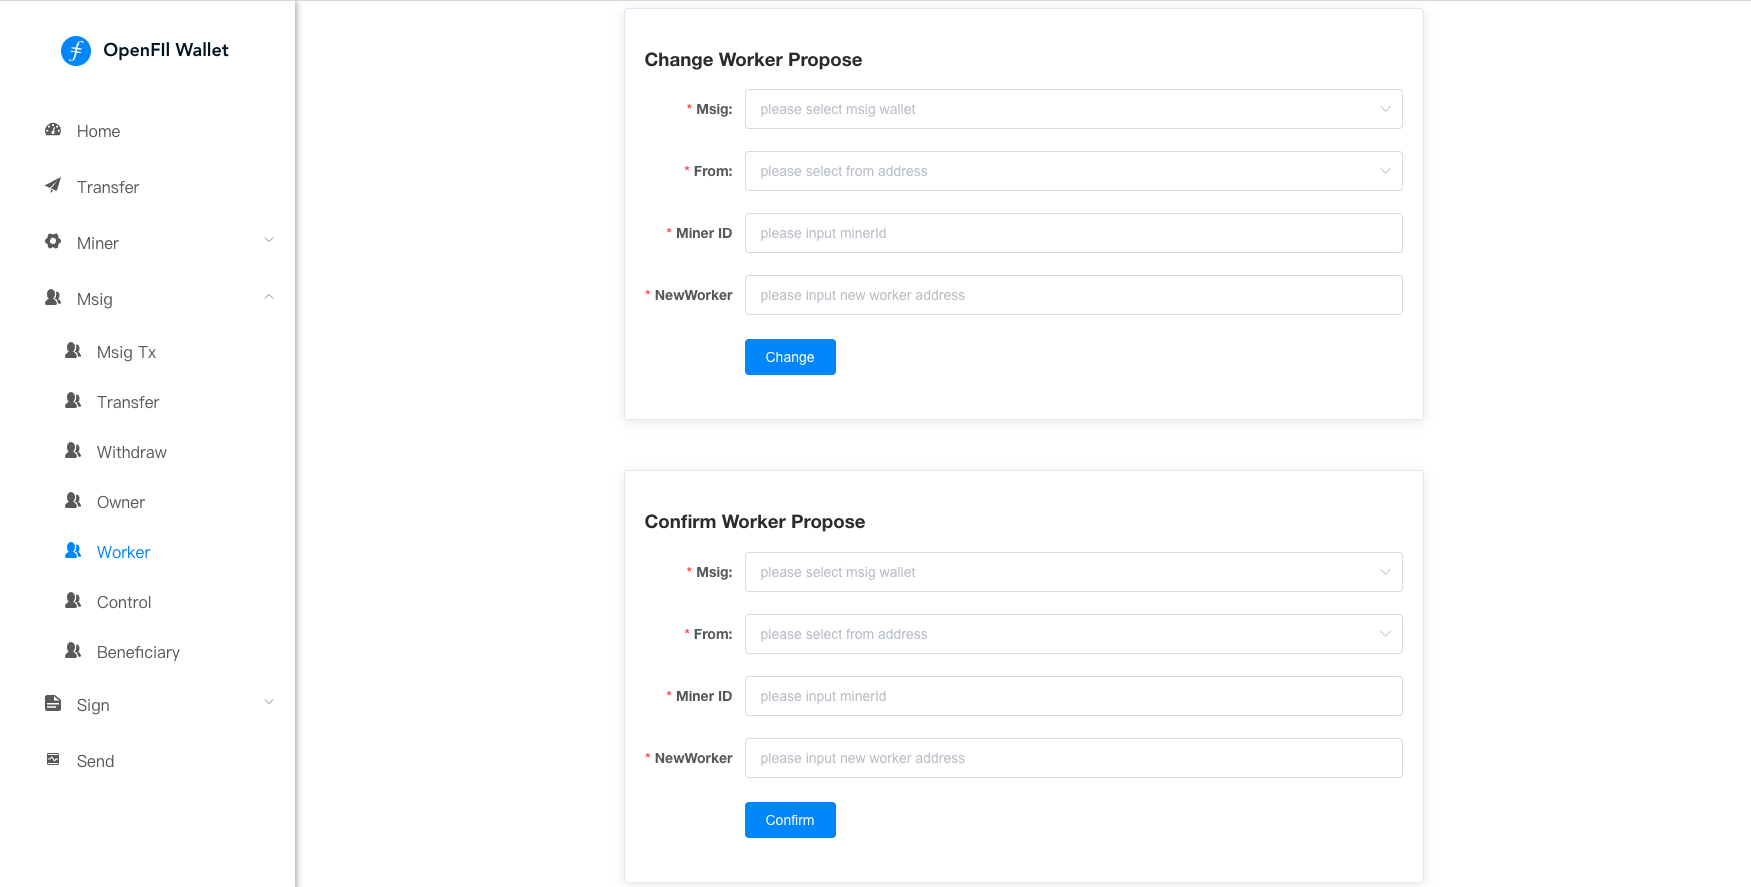 OpenFIl Wallet
Home
Transfer
Miner
Msig
Msig Tx
Transfer
Withdraw
Owner
Worker
Control
Beneficiary
Sign
Send
Change Worker Propose
* Msig: please select msig wallet
* From: please select from address
* Miner ID please input minerId
* NewWorker please input new worker address
Change
Confirm Worker Propose
* Msig: please select msig wallet
* From: please select from address
* Miner ID please input minerId
* NewWorker please input new worker address
Confirm